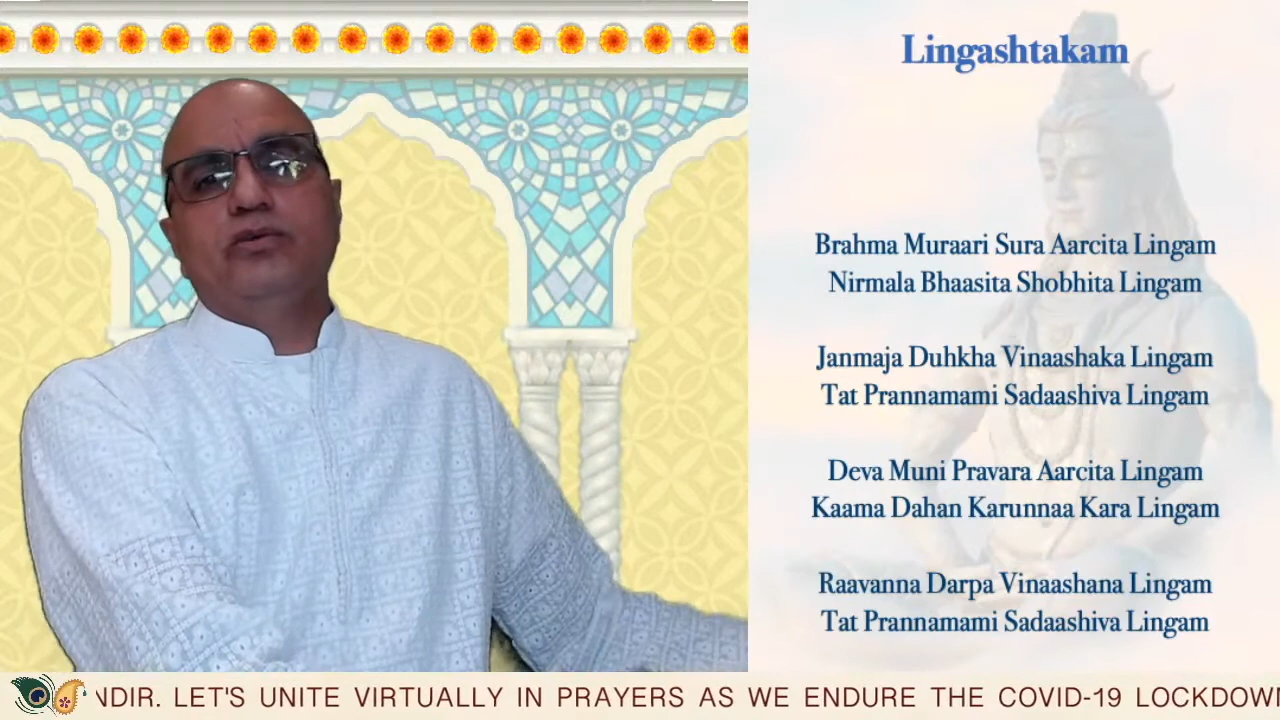 Lingashtakam
Brahma Muraari Sura Aarcita Lingam
Nirmala Bhaasita Shobhita Lingam
Janmaja Duhkha Vinaashaka Lingam
Tat Prannamami Sadaashiva Lingam
Deva Muni Pravara Aarcita Lingam
Kaama Dahan Karunnaa Kara Lingam
Raavanna Darpa Vinaashana Lingam
Tat Prannamami Sadaashiva Lingam
NDIR. LET'S UNITE VIRTUALLY IN PRAYERS AS WE ENDURE THE COVID-19 LOCKDOWN